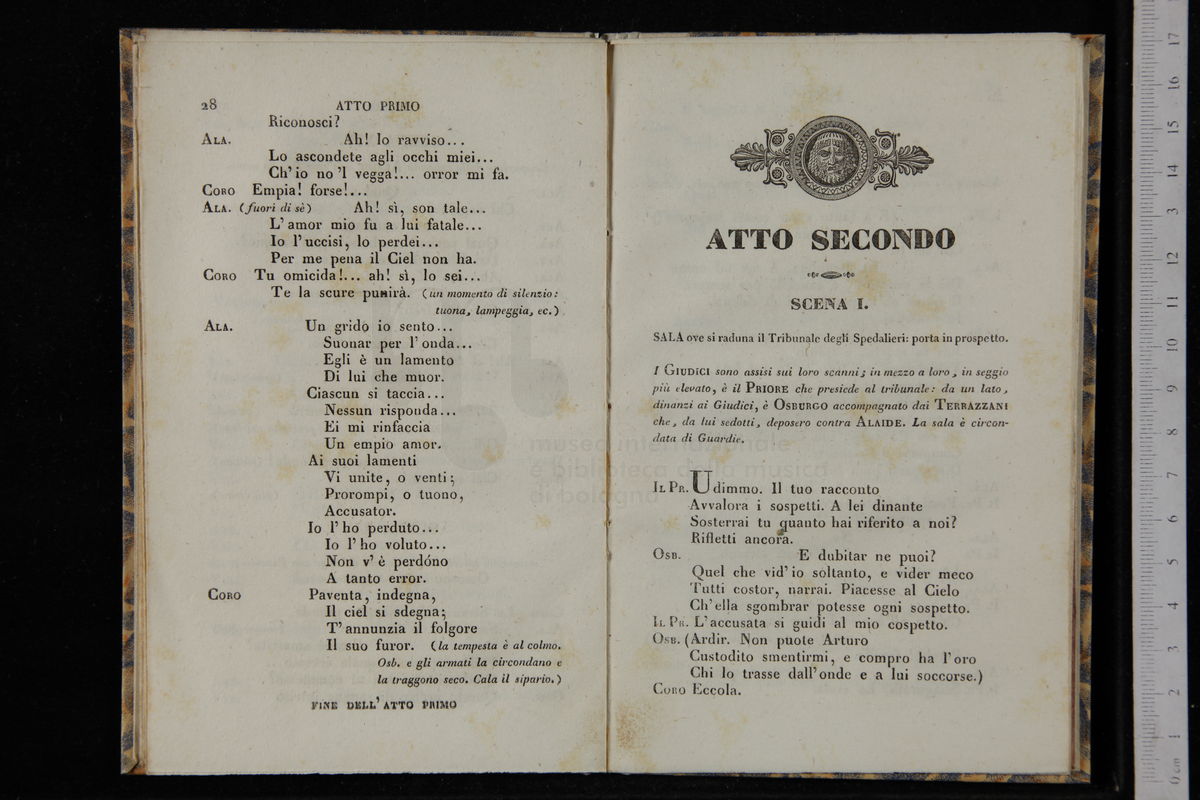 28 ATTO PRIMO
Riconosci?
ALA. Ah! lo ravviso...
Lo ascondete agli occhi miei...
Ch' io no 'l vegga!... orror mi fa.
CORO Empia! forse!...
ALA. (fuori di sè) Ah! sì, son tale...
L' amor mio fu a lui fatale...
Io l' uccisi, lo perdei...
Per me pena il Ciel non ha.
CORO Tu omicida!... ah! sì, lo sei...
Te la scure punirà. (un momento di silenzio:
tuona, lampeggia, ec.)
ALA. Un grido io sento...
Suonar per l' onda...
Egli è un lamento
Di lui che muor.
Ciascun si taccia...
Nessun risponda...
Ei mi rinfaccia
Un empio amor.
Ai suoi lamenti
Vi unite, o venti;
Prorompi, o tuono,
Accusator.
Io l' ho perduto...
Io l' ho voluto...
Non v' è perdóno
A tanto error.
CORO Paventa, indegna,
Il ciel si sdegna;
T' annunzia il folgore
Il suo furor. (la tempesta è al colmo.
Osb. e gli armati la circondano e
la traggono seco. Cala il sipario.)
FINE DELL' ATTO PRIMO
ATTO SECONDO
SCENA I.
SALA ove si raduna il Tribunale degli Spedalieri: porta in prospetto.
I GIUDICI sono assisi sui loro scanni; in mezzo a loro, in seggio
più elevato, è il PRIORE che presiede al tribunale: da un lato,
dinanzi ai Giudici, è OSBURGO accompagnato dai TERRAZZANI
che, da lui sedotti, deposero contra ALAIDE. La sala è circon-
data di Guardie.
IL PR. Udimmo. Il tuo racconto
Avvalora i sospetti. A lei dinante
Sosterrai tu quanto hai riferito a noi?
Rifletti ancora.
OSB. E dubitar ne puoi?
Quel che vid' io soltanto, e vider meco
Tutti costor, narrai. Piacesse al Cielo
Ch' ella sgombrar potesse ogni sospetto.
IL PR. L' accusata si guidi al mio cospetto.
OSB. (Ardir. Non puote Arturo
Custodito smentirmi, e compro ha l' oro
Chi lo trasse dall' onde e a lui soccorse.)
CORO Eccola.
museo internazionale
e biblioteca della musica
di bologna